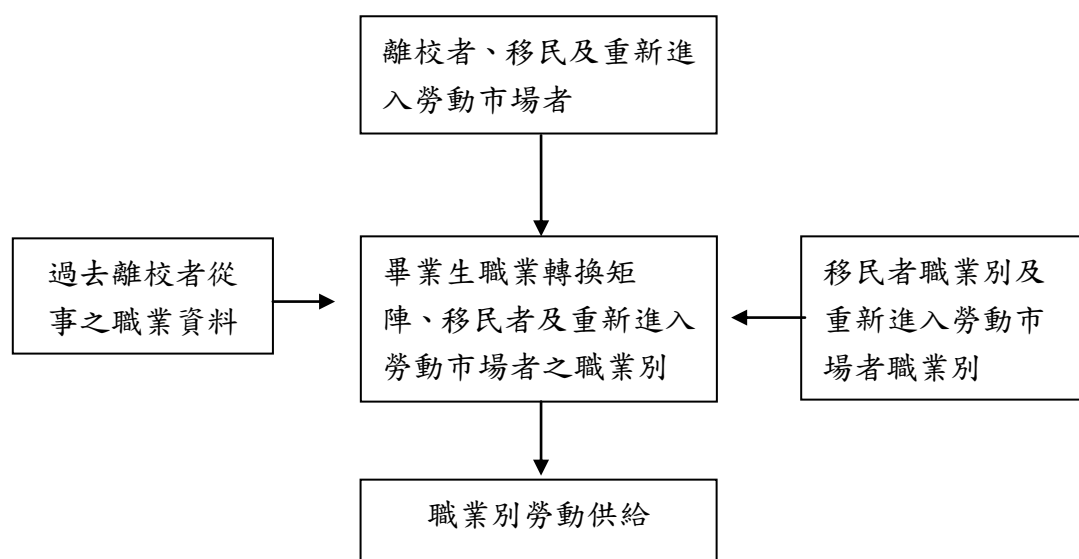 離校者、移民及重新進
入勞動市場者
過去離校者從
事之職業資料
畢業生職業轉換矩
陣、移民者及重新進入
勞動市場者之職業別
移民者職業別及
重新進入勞動市
場者職業別
職業別勞動供給